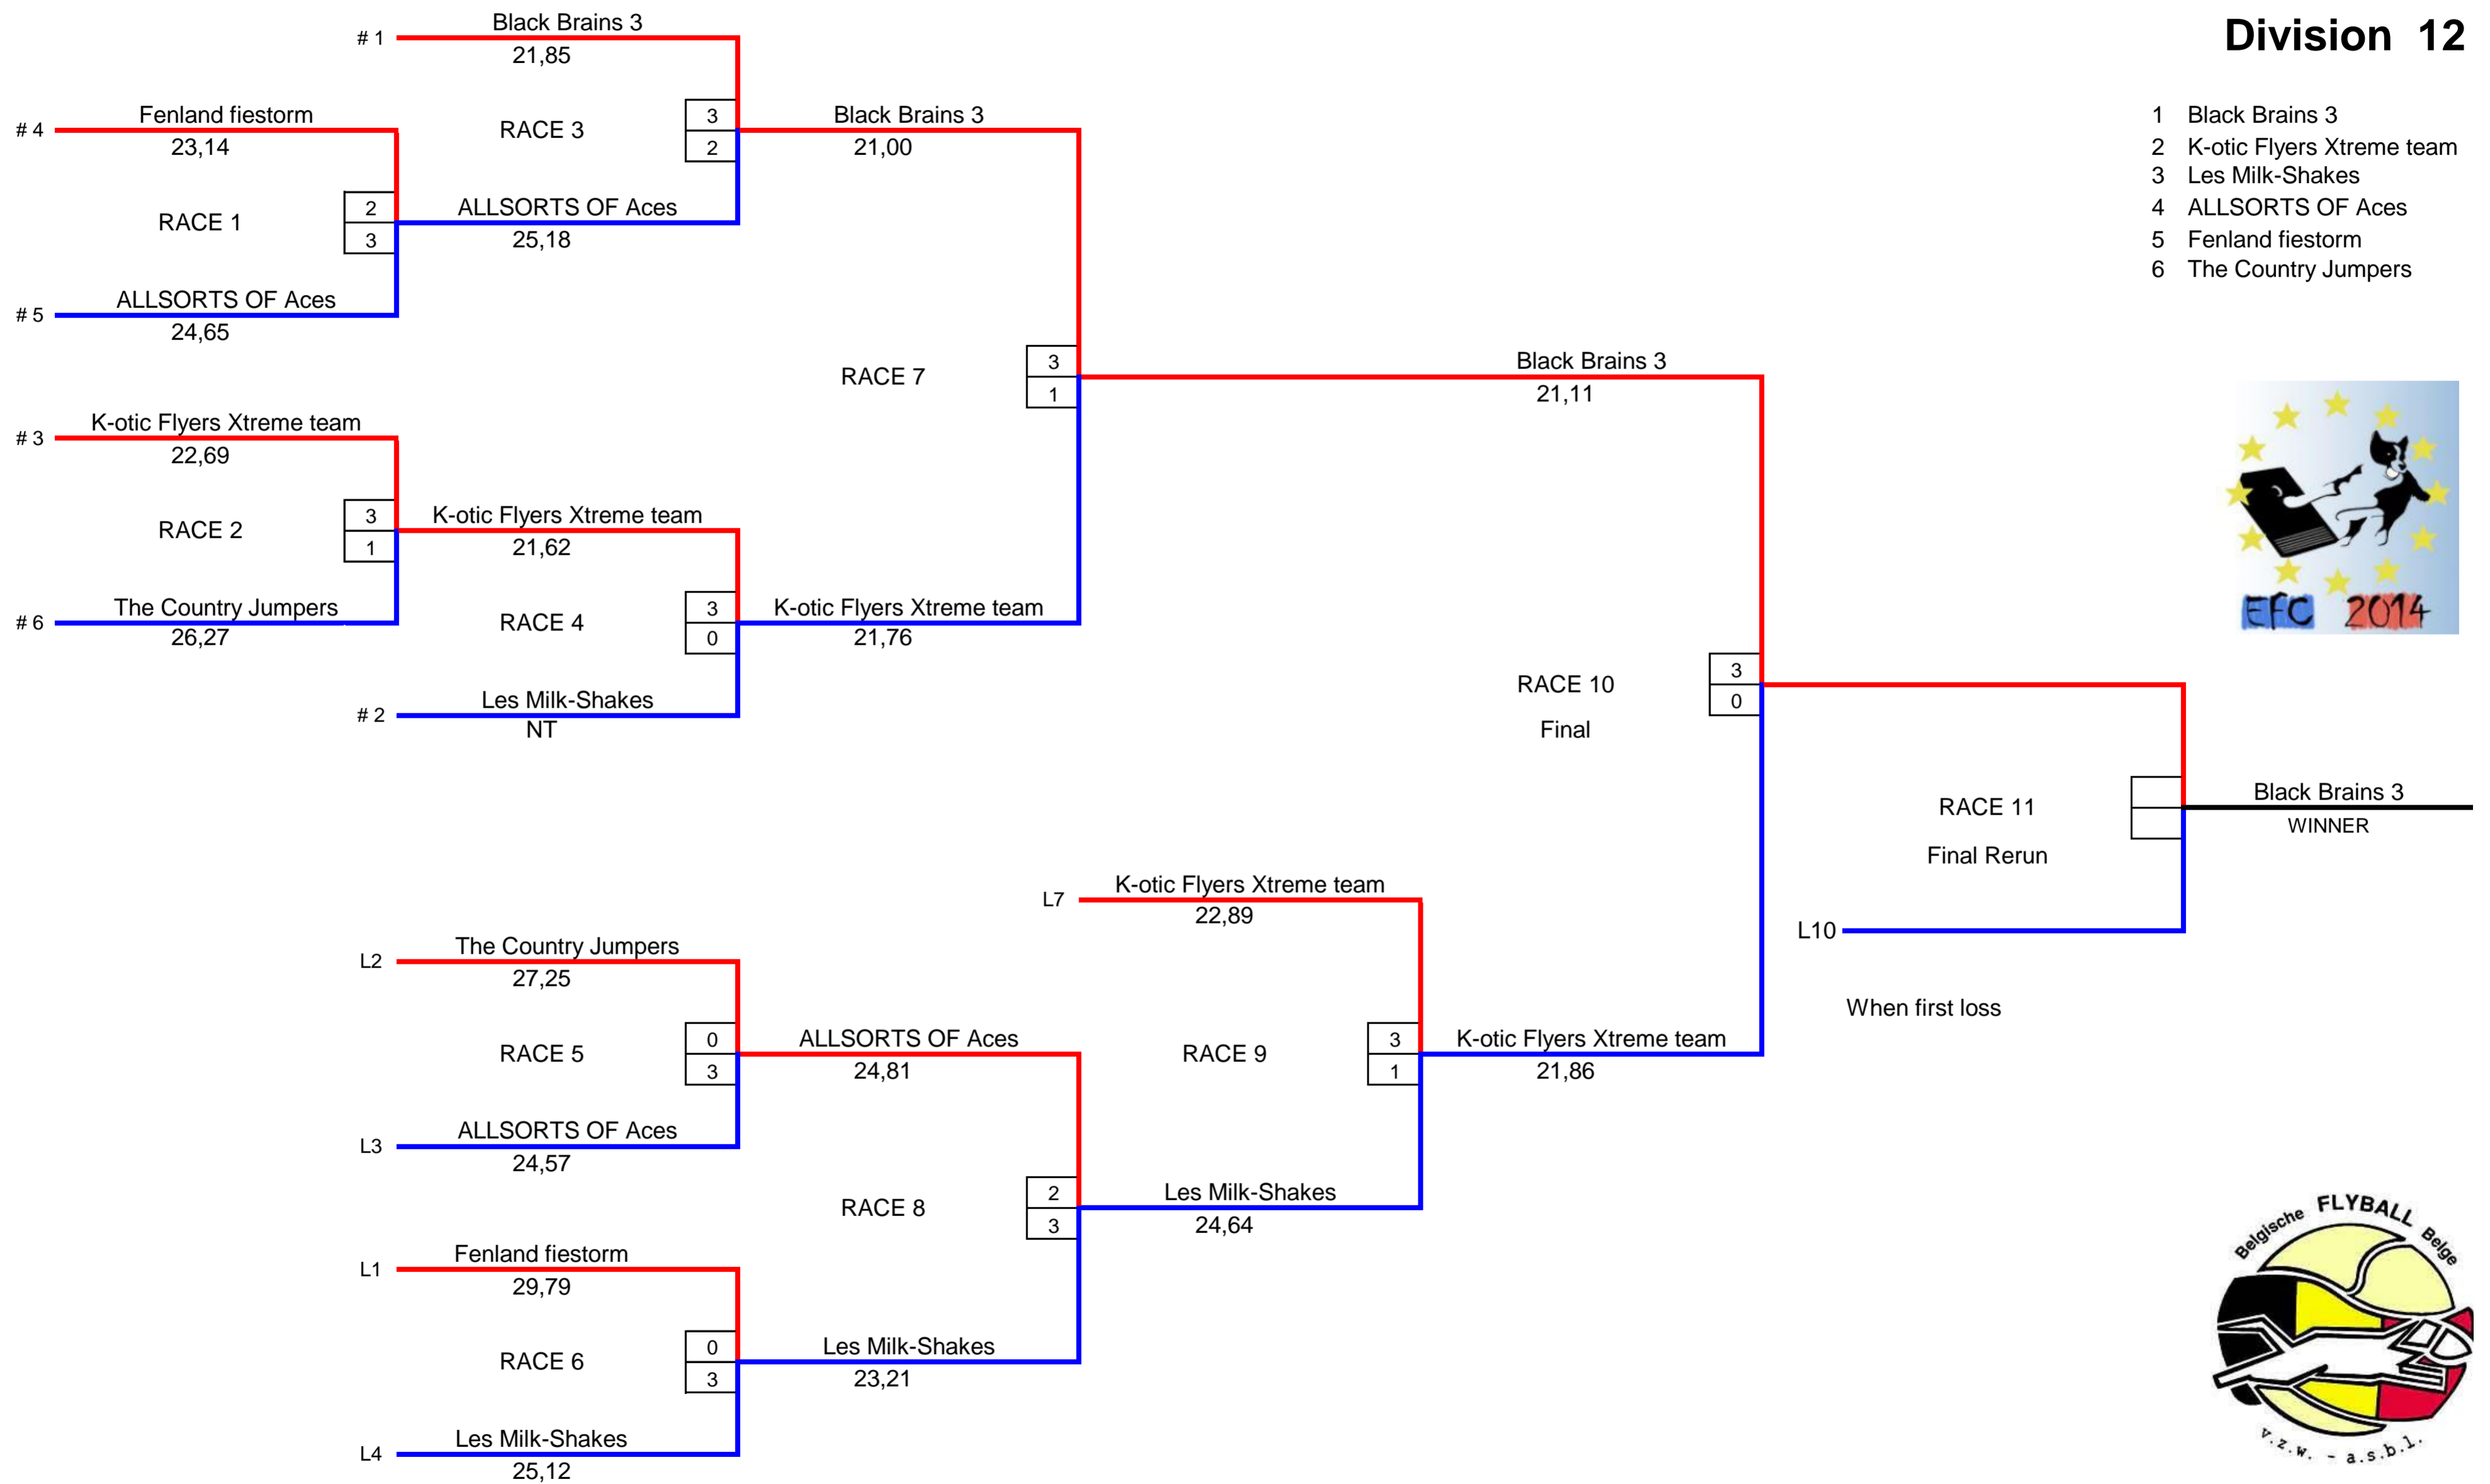 Division 12
1 Black Brains 3
2 K-otic Flyers Xtreme team
3 Les Milk-Shakes
4 ALLSORTS OF Aces
5 Fenland fiestorm
6 The Country Jumpers
# 1 Black Brains 3
21,85
# 4 Fenland fiestorm
23,14
RACE 1
2
3
# 5 ALLSORTS OF Aces
24,65
RACE 3
3
2
ALLSORTS OF Aces
25,18
# 3 K-otic Flyers Xtreme team
22,69
RACE 2
3
1
# 6 The Country Jumpers
26,27
K-otic Flyers Xtreme team
21,62
RACE 4
3
0
# 2 Les Milk-Shakes
NT
Black Brains 3
21,00
RACE 7
3
1
K-otic Flyers Xtreme team
21,76
Black Brains 3
21,11
RACE 10
Final
3
0
L2 The Country Jumpers
27,25
RACE 5
0
3
L3 ALLSORTS OF Aces
24,57
L1 Fenland fiestorm
29,79
RACE 6
0
3
L4 Les Milk-Shakes
25,12
ALLSORTS OF Aces
24,81
RACE 8
2
3
Les Milk-Shakes
23,21
L7 K-otic Flyers Xtreme team
22,89
RACE 9
3
1
Les Milk-Shakes
24,64
K-otic Flyers Xtreme team
21,86
RACE 11
Final Rerun
Black Brains 3
WINNER
L10
When first loss
EFC 2014
Belgische FLYBALL Belge
v.z.w. - a.s.b.l.